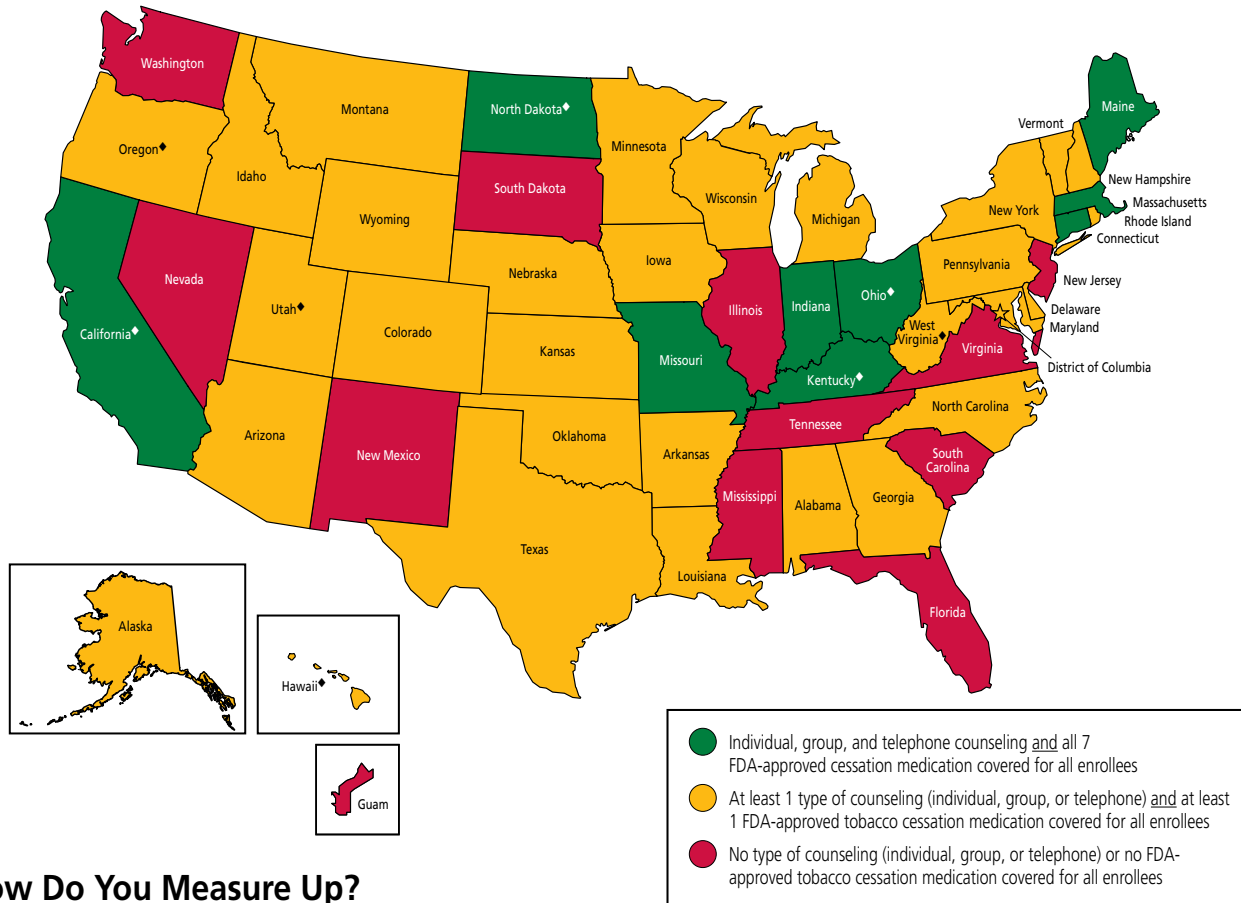 Washington
Montana
North Dakota♦
Minnesota
Maine
Vermont
Oregon♦
Idaho
South Dakota
Wisconsin
Michigan
New York
New Hampshire
Massachusetts
Rhode Island
Connecticut
Wyoming
Nebraska
Iowa
Pennsylvania
New Jersey
Nevada
Utah♦
Colorado
Kansas
Missouri
Illinois
Indiana
Ohio♦
West
Virginia♦
Virginia
Delaware
Maryland
District of Columbia
California♦
Kentucky♦
Arizona
New Mexico
Oklahoma
Arkansas
Tennessee
North Carolina
South
Carolina
Mississippi
Alabama
Georgia
Texas
Louisiana
Florida
Alaska
Hawaii♦
Guam
Individual, group, and telephone counseling and all 7
FDA-approved cessation medication covered for all enrollees
At least 1 type of counseling (individual, group, or telephone) and at least
1 FDA-approved tobacco cessation medication covered for all enrollees
No type of counseling (individual, group, or telephone) or no FDA-
approved tobacco cessation medication covered for all enrollees
ow Do You Measure Up?